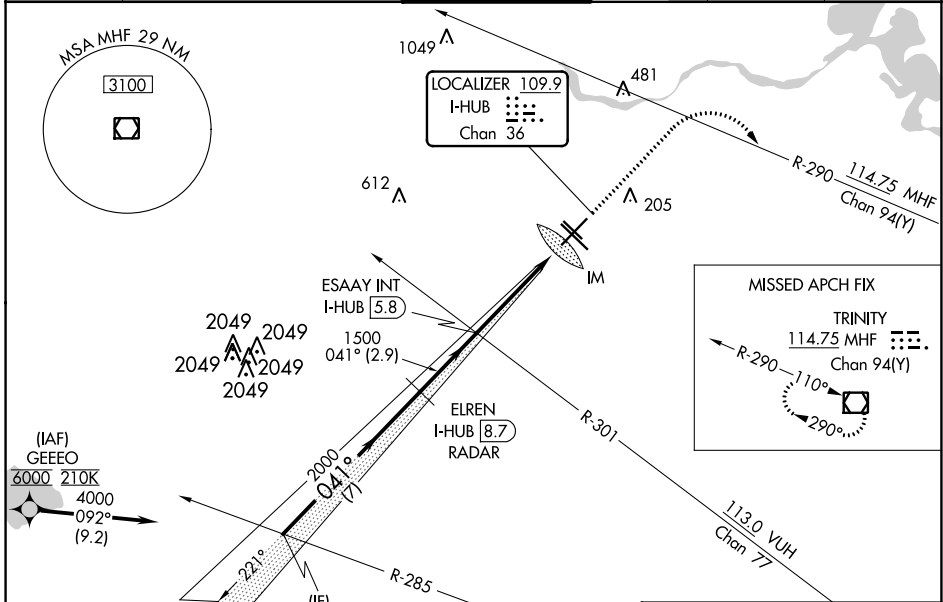 MSA MHF 29 NM
3100
1049
481
LOCALIZER 109.9
I-HUB
Chan 36
R-290
114.75 MHF
Chan 94(Y)
612
205
IM
ESAAY INT
I-HUB 5.8
1500
041° (2.9)
MISSED APCH FIX
TRINITY
114.75 MHF
Chan 94(Y)
R-290
110°
290°
2049
2049
2049
2049
2049
ELREN
I-HUB 8.7
RADAR
R-301
113.0 VUH
Chan 77
(IAF)
GEEEO
6000 210K
4000
092°
(9.2)
2000
041°
(7)
221°
R-285
(IF)